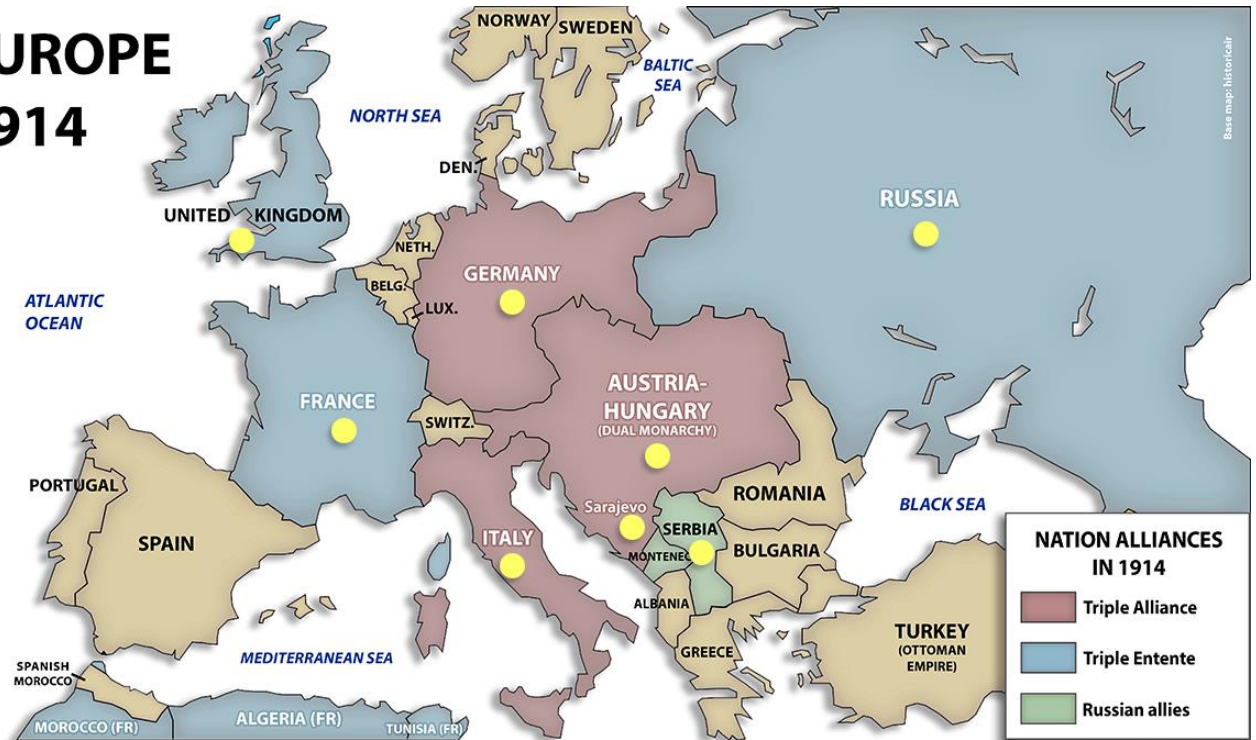 UROPE
914
NORWAY
SWEDEN
BALTIC
SEA
NORTH SEA
DEN.
Base map: historicair
RUSSIA
UNITED KINGDOM
NETH.
GERMANY
BELG.
LUX.
ATLANTIC
OCEAN
FRANCE
AUSTRIA-
HUNGARY
(DUAL MONARCHY)
SWITZ.
PORTUGAL
SPAIN
ITALY
Sarajevo
SERBIA
MONTENEG
ROMANIA
BULGARIA
BLACK SEA
ALBANIA
GREECE
TURKEY
(OTTOMAN
EMPIRE)
MEDITERRANEAN SEA
SPANISH
MOROCCO
MOROCCO (FR)
ALGERIA (FR)
TUNISIA (FR)
NATION ALLIANCES
IN 1914
Triple Alliance
Triple Entente
Russian allies